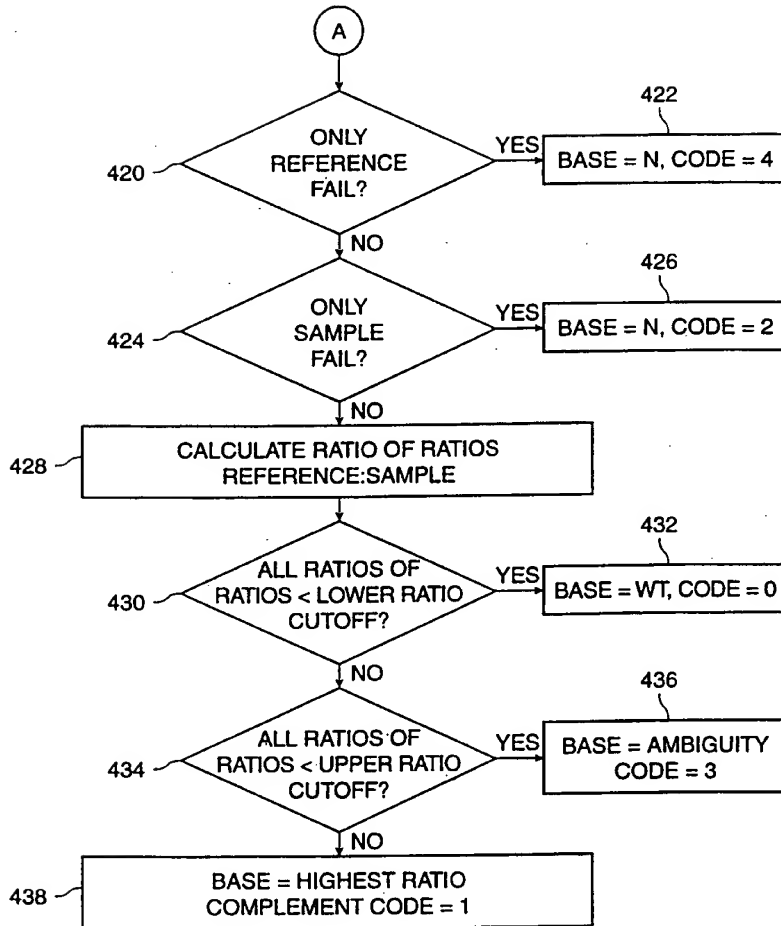 A
ONLY
REFERENCE
FAIL?
420
YES
422
BASE = N, CODE = 4
NO
ONLY
SAMPLE
FAIL?
424
YES
426
BASE = N, CODE = 2
NO
428
CALCULATE RATIO OF RATIOS
REFERENCE:SAMPLE
ALL RATIOS OF
RATIOS < LOWER RATIO
CUTOFF?
430
YES
432
BASE = WT, CODE = 0
NO
ALL RATIOS OF
RATIOS < UPPER RATIO
CUTOFF?
434
YES
436
BASE = AMBIGUITY
CODE = 3
NO
438
BASE = HIGHEST RATIO
COMPLEMENT CODE = 1